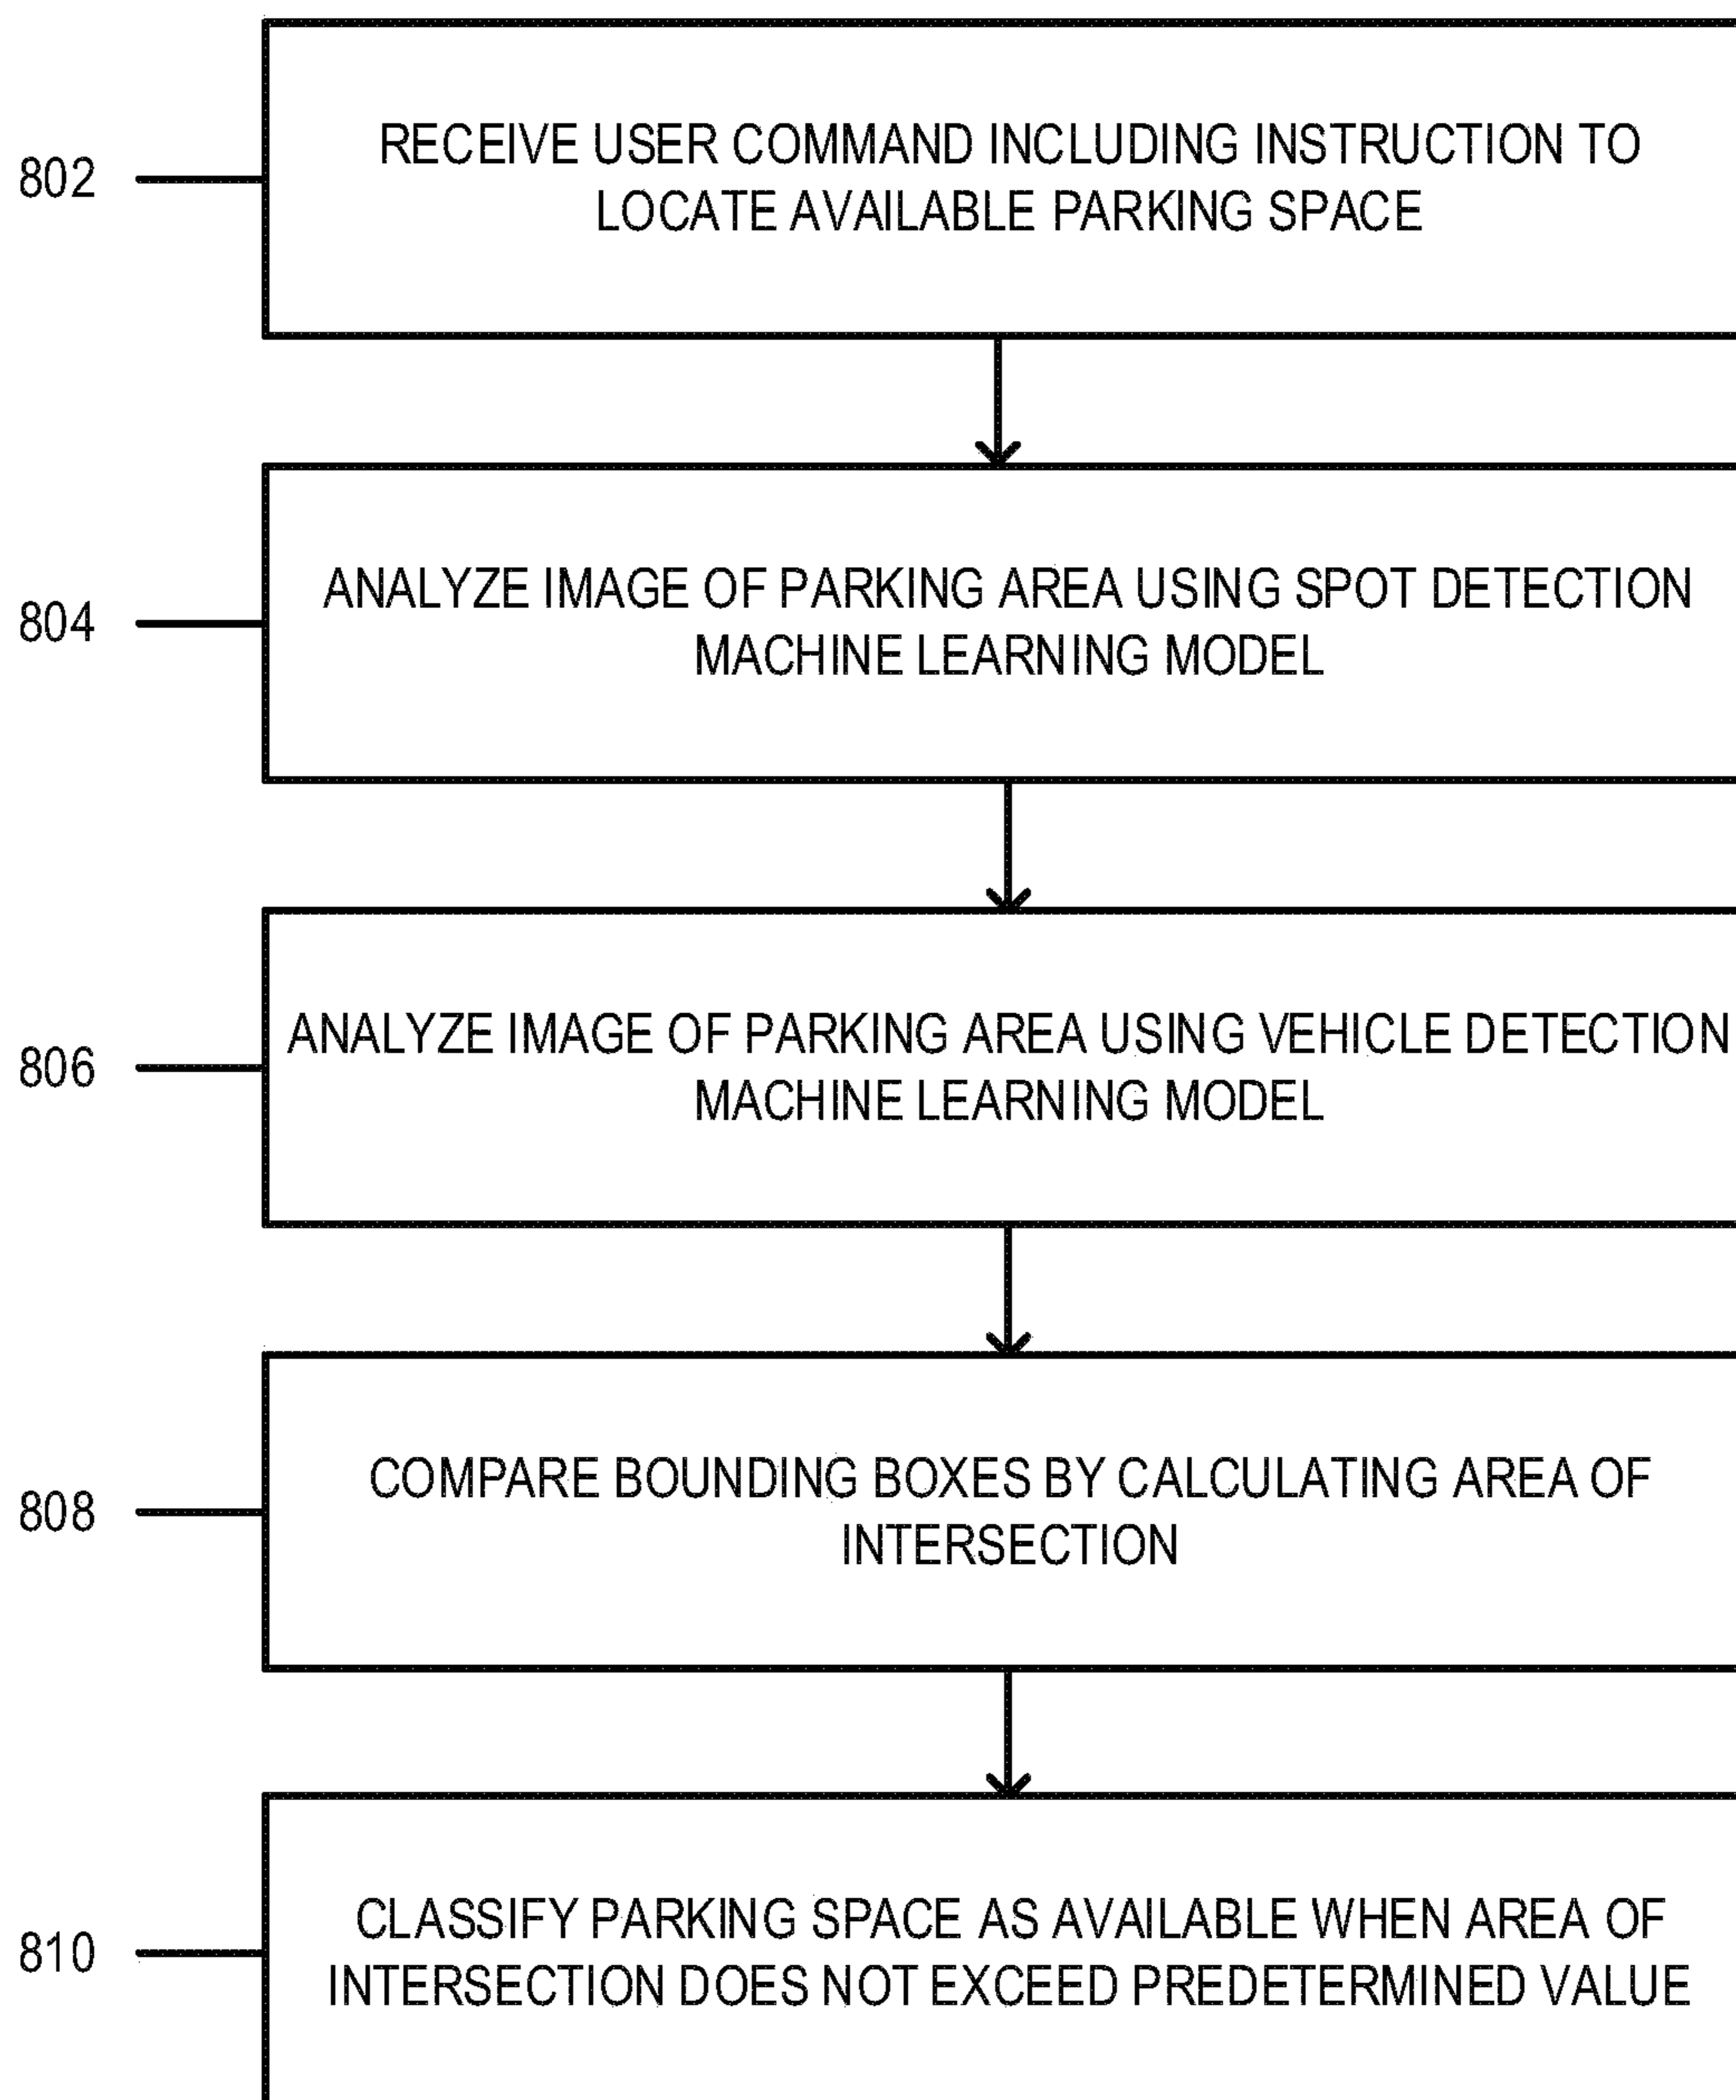 802
RECEIVE USER COMMAND INCLUDING INSTRUCTION TO
LOCATE AVAILABLE PARKING SPACE
804
ANALYZE IMAGE OF PARKING AREA USING SPOT DETECTION
MACHINE LEARNING MODEL
806
ANALYZE IMAGE OF PARKING AREA USING VEHICLE DETECTION
MACHINE LEARNING MODEL
808
COMPARE BOUNDING BOXES BY CALCULATING AREA OF
INTERSECTION
810
CLASSIFY PARKING SPACE AS AVAILABLE WHEN AREA OF
INTERSECTION DOES NOT EXCEED PREDETERMINED VALUE